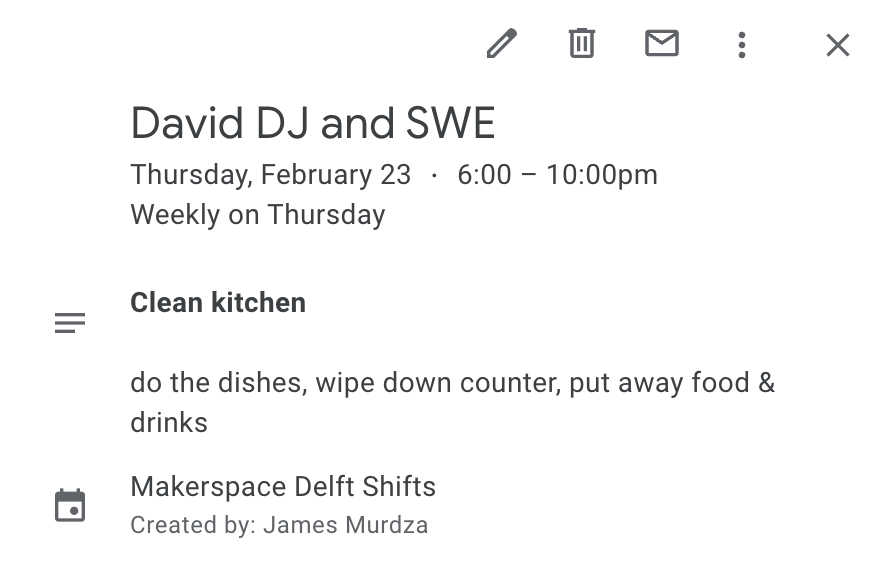 David DJ and SWE
Thursday, February 23 · 6:00 – 10:00pm
Weekly on Thursday
Clean kitchen
do the dishes, wipe down counter, put away food &
drinks
Makerspace Delft Shifts
Created by: James Murdza